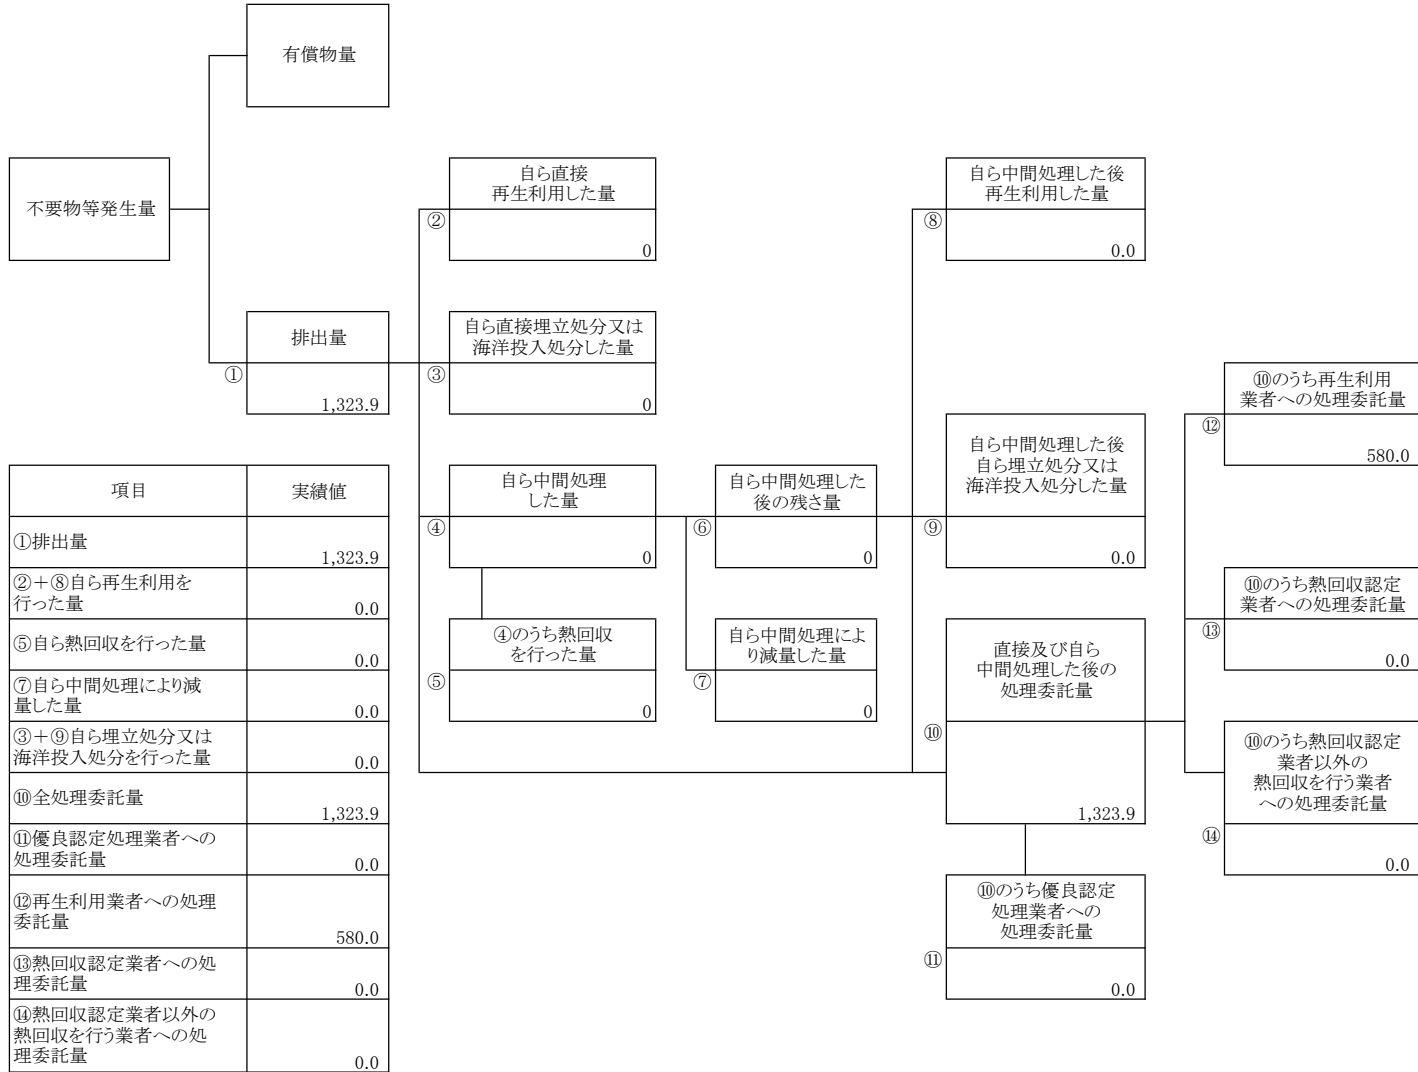 有償物量
不要物等発生量
自ら直接
再生利用した量
②
0
自ら中間処理した後
再生利用した量
⑧
0.0
排出量
①
1,323.9
自ら直接埋立処分又は
海洋投入処分した量
③
0
⑩のうち再生利用
業者への処理委託量
⑫
580.0
項目
実績値
①排出量
1,323.9
②+⑧自ら再生利用を
行った量
0.0
⑤自ら熱回収を行った量
0.0
⑦自ら中間処理により減
量した量
0.0
③+⑨自ら埋立処分又は
海洋投入処分を行った量
0.0
⑩全処理委託量
1,323.9
⑪優良認定処理業者への
処理委託量
0.0
⑫再生利用業者への処理
委託量
580.0
⑬熱回収認定業者への処
理委託量
0.0
⑭熱回収認定業者以外の
熱回収を行う業者への処
理委託量
0.0
自ら中間処理
した量
④
0
自ら中間処理した
後の残さ量
⑥
0
自ら中間処理した後
自ら埋立処分又は
海洋投入処分した量
⑨
0.0
⑩のうち熱回収認定
業者への処理委託量
⑬
0.0
④のうち熱回収
を行った量
⑤
0
自ら中間処理によ
り減量した量
⑦
0
直接及び自ら
中間処理した後の
処理委託量
⑩
1,323.9
⑩のうち熱回収認定
業者以外の
熱回収を行う業者
への処理委託量
⑭
0.0
⑩のうち優良認定
処理業者への
処理委託量
⑪
0.0